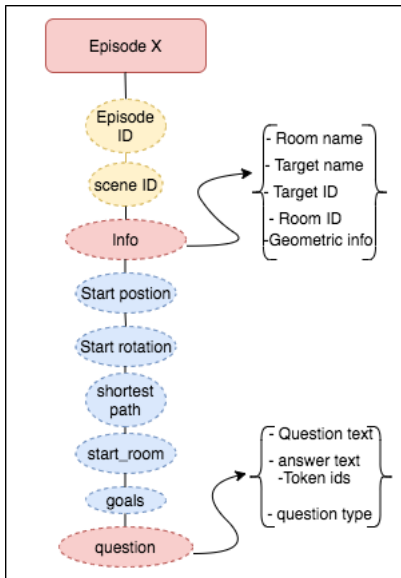 Episode X
Episode
ID
scene ID
Info
- Room name
- Target name
- Target ID
- Room ID
-Geometric info
Start postion
Start rotation
shortest
path
start_room
goals
question
- Question text
- answer text
-Token ids
- question type